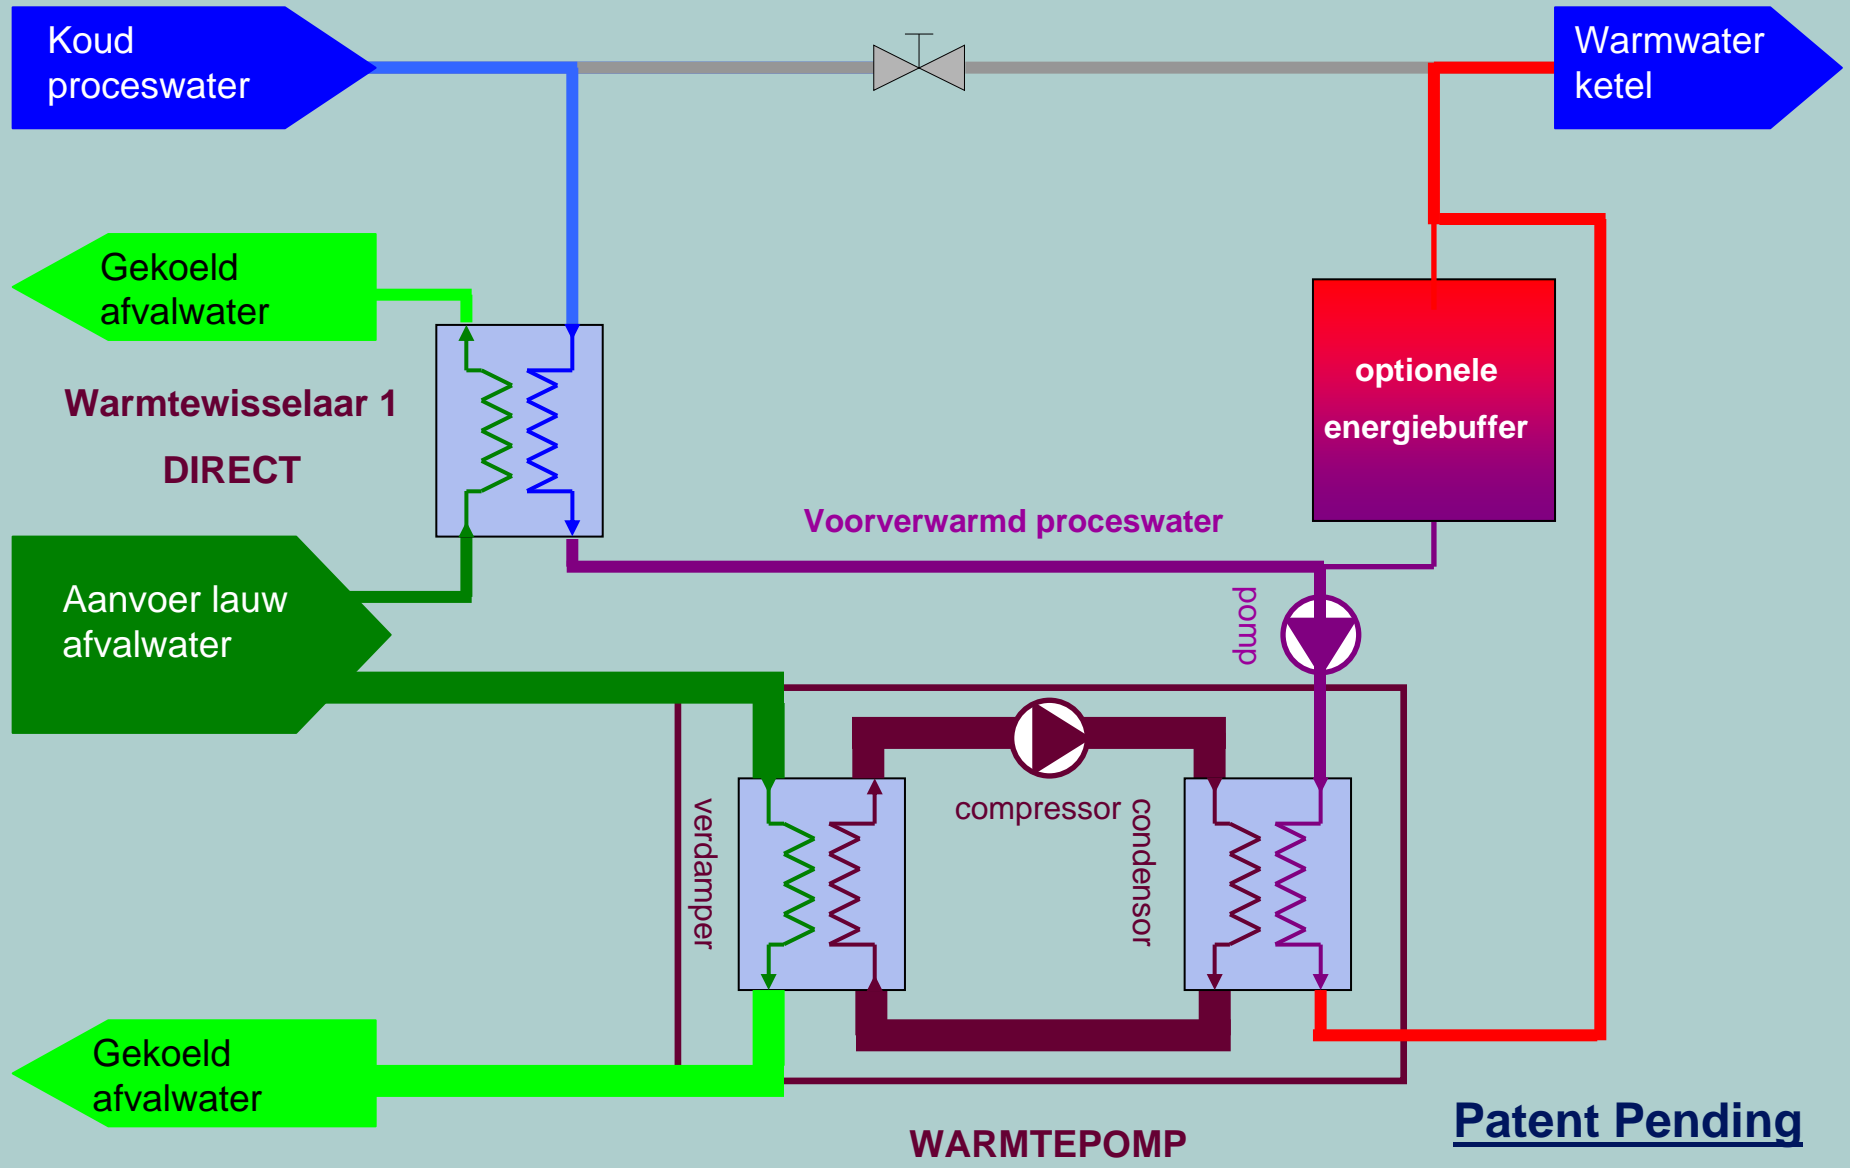 Koud
proceswater
Warmwater
ketel
Gekoeld
afvalwater
Warmtewisselaar 1
DIRECT
optionele
energiebuffer
Voorverwarmd proceswater
Aanvoer lauw
afvalwater
pomp
compressor
verdamper
condensor
Gekoeld
afvalwater
WARMTEPOMP
Patent Pending